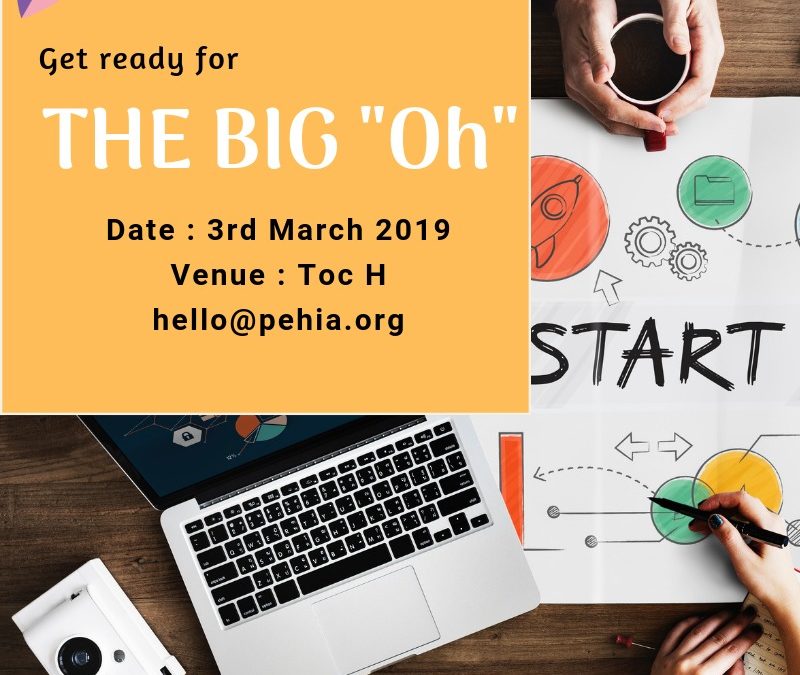 Get ready for
THE BIG "Oh"
Date : 3rd March 2019
Venue : Toc H
hello@pehia.org
START